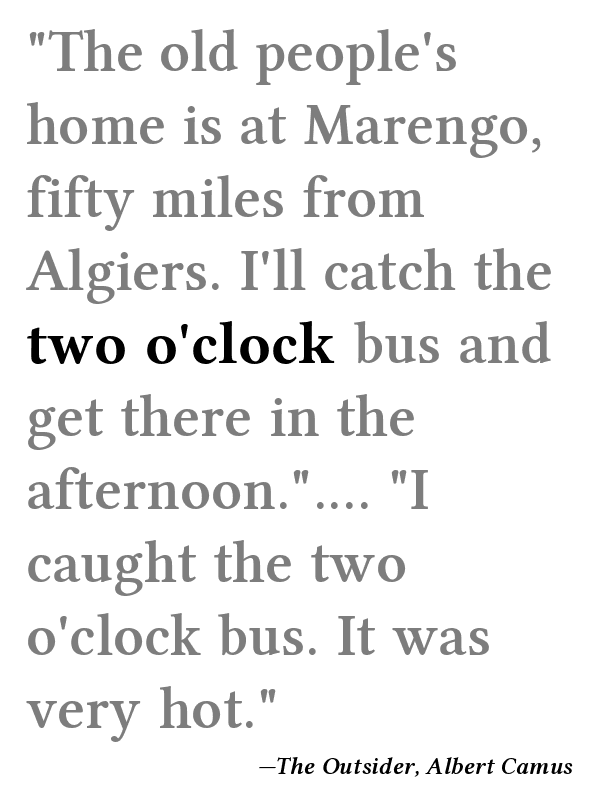 "The old people's
home is at Marengo,
fifty miles from
Algiers. I'll catch the
two o'clock bus and
get there in the
afternoon.".... "I
caught the two
o'clock bus. It was
very hot."
—The Outsider, Albert Camus